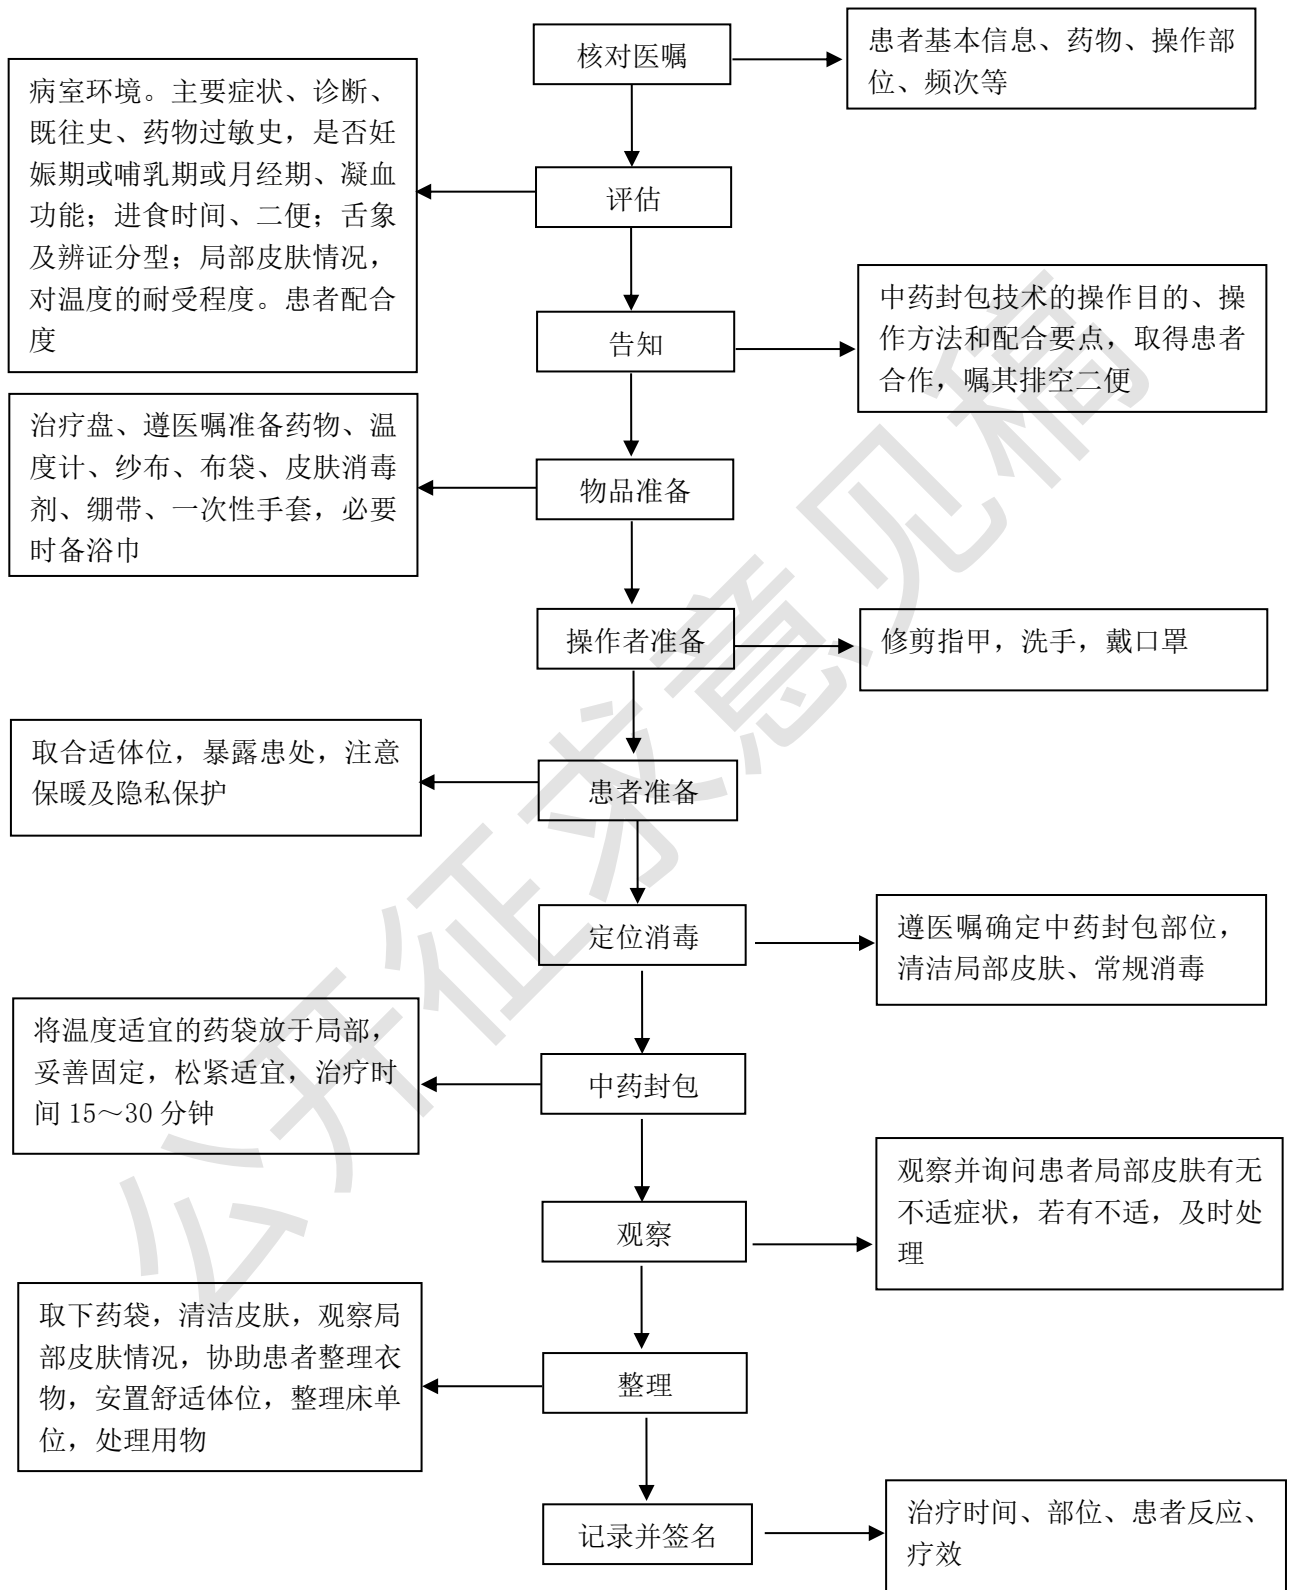 核对医嘱
患者基本信息、药物、操作部
位、频次等
病室环境。主要症状、诊断、
既往史、药物过敏史，是否妊
娠期或哺乳期或月经期、凝血
功能；进食时间、二便；舌象
及辨证分型；局部皮肤情况，
对温度的耐受程度。患者配合
度
评估
告知
中药封包技术的操作目的、操
作方法和配合要点，取得患者
合作，嘱其排空二便
治疗盘、遵医嘱准备药物、温
度计、纱布、布袋、皮肤消毒
剂、绷带、一次性手套，必要
时备浴巾
物品准备
操作者准备
修剪指甲，洗手，戴口罩
取合适体位，暴露患处，注意
保暖及隐私保护
患者准备
定位消毒
遵医嘱确定中药封包部位，
清洁局部皮肤、常规消毒
将温度适宜的药袋放于局部，
妥善固定，松紧适宜，治疗时
间 15～30 分钟
中药封包
观察
观察并询问患者局部皮肤有无
不适症状，若有不适，及时处
理
取下药袋，清洁皮肤，观察局
部皮肤情况，协助患者整理衣
物，安置舒适体位，整理床单
位，处理用物
整理
记录并签名
治疗时间、部位、患者反应、
疗效
公开征求意见稿